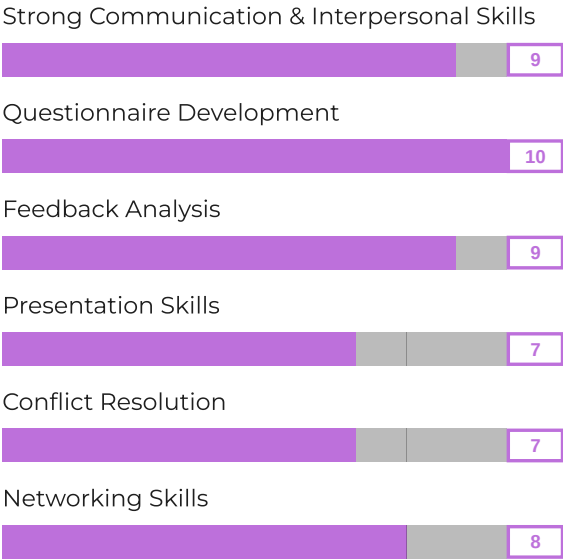 Strong Communication & Interpersonal Skills
9
Questionnaire Development
10
Feedback Analysis
9
Presentation Skills
7
Conflict Resolution
7
Networking Skills
8